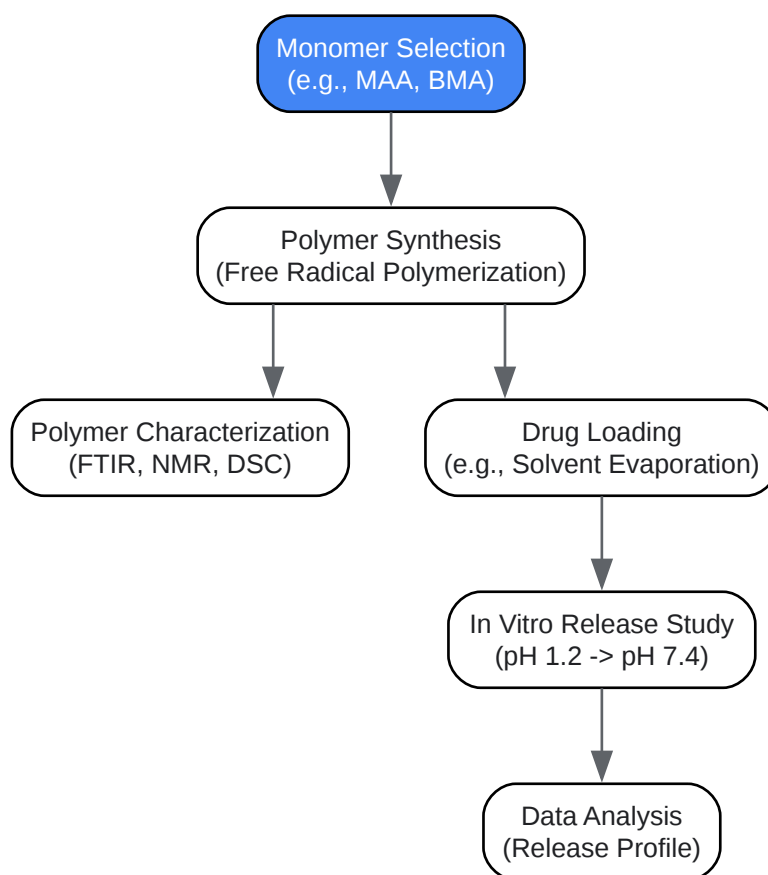 Monomer Selection
(e.g., MAA, BMA)
Polymer Synthesis
(Free Radical Polymerization)
Polymer Characterization
(FTIR, NMR, DSC)
Drug Loading
(e.g., Solvent Evaporation)
In Vitro Release Study
(pH 1.2 -> pH 7.4)
Data Analysis
(Release Profile)